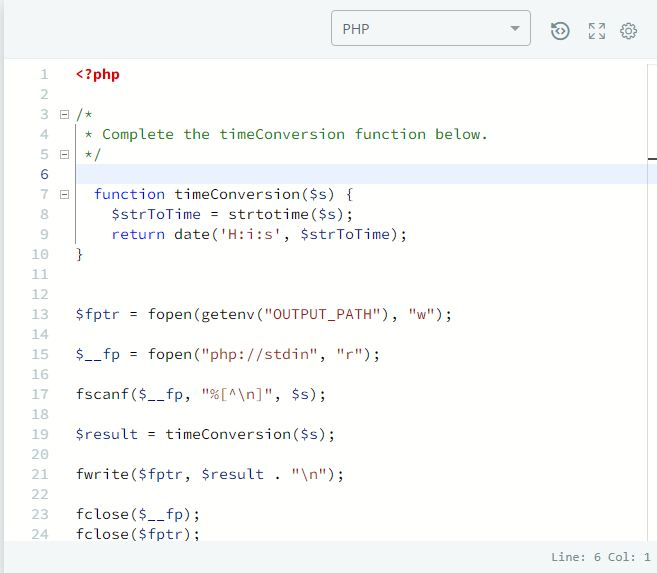 PHP
1 <?php
2
3 /*
4 * Complete the timeConversion function below.
5 */
6
7 function timeConversion($s) {
8 $strToTime = strtotime($s);
9 return date('H:i:s', $strToTime);
10 }
11
12
13 $fptr = fopen(getenv("OUTPUT_PATH"), "w");
14
15 $__fp = fopen("php://stdin", "r");
16
17 fscanf($__fp, "%[^\n]", $s);
18
19 $result = timeConversion($s);
20
21 fwrite($fptr, $result . "\n");
22
23 fclose($__fp);
24 fclose($fptr);
Line: 6 Col: 1